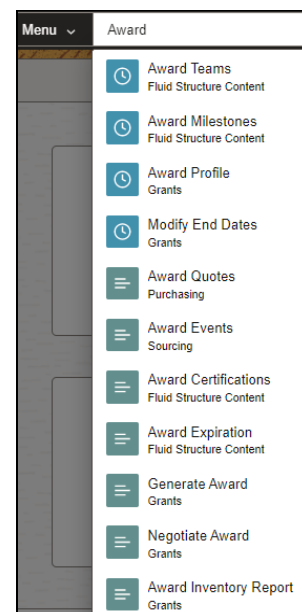 Menu
Award
Award Teams
Fluid Structure Content
Award Milestones
Fluid Structure Content
Award Profile
Grants
Modify End Dates
Grants
Award Quotes
Purchasing
Award Events
Sourcing
Award Certifications
Fluid Structure Content
Award Expiration
Fluid Structure Content
Generate Award
Grants
Negotiate Award
Grants
Award Inventory Report
Grants